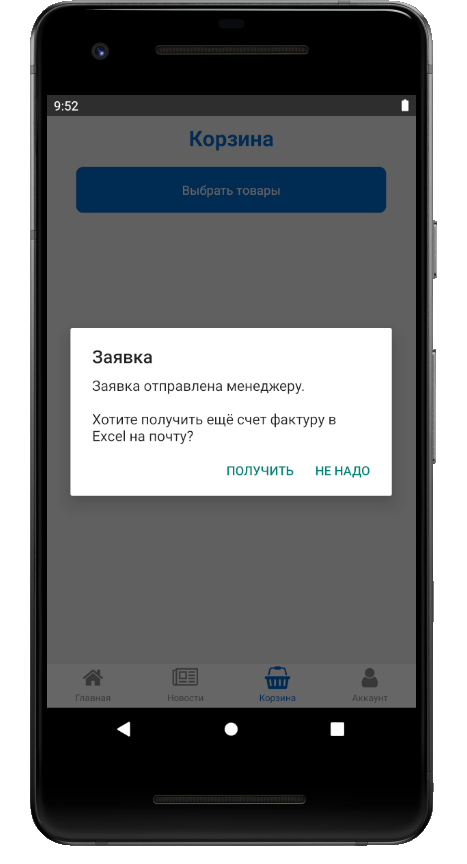 9:52
Корзина
Выбрать товары
Заявка
Заявка отправлена менеджеру.
Хотите получить ещё счет фактуру в
Excel на почту?
ПОЛУЧИТЬ НЕ НАДО
Главная Новости Корзина Аккаунт